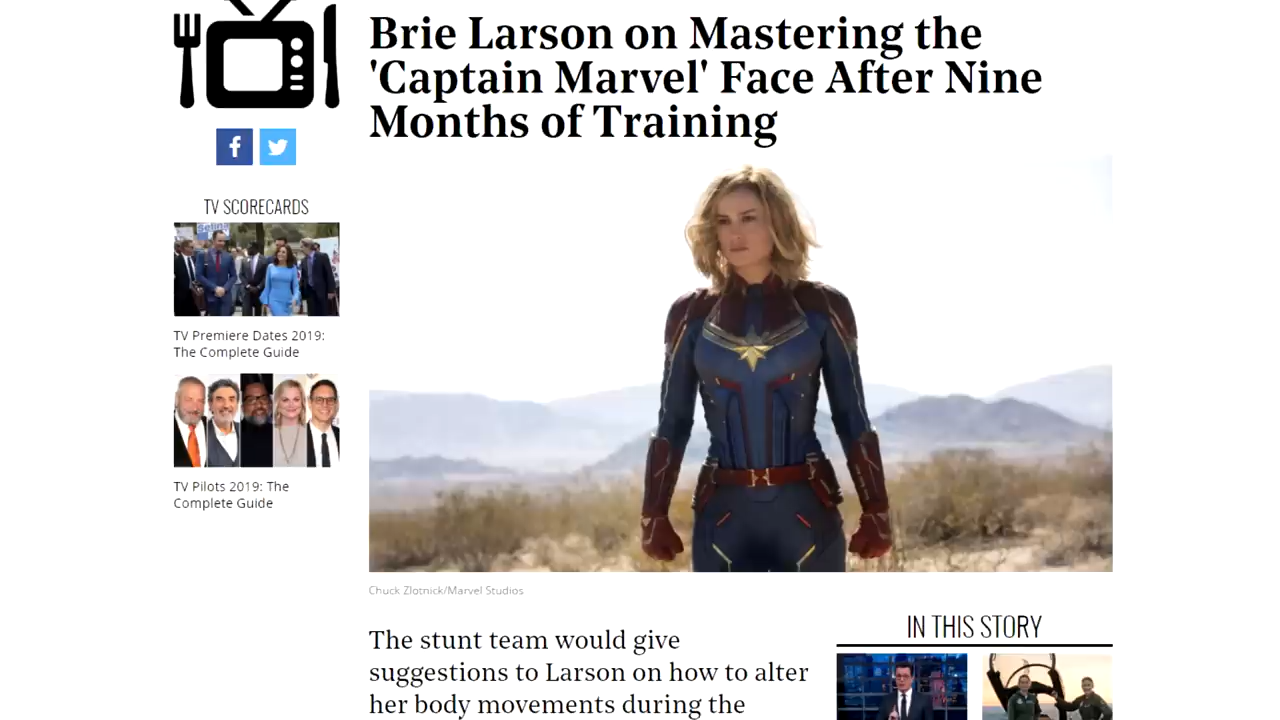 Brie Larson on Mastering the
'Captain Marvel' Face After Nine
Months of Training
TV SCORECARDS
Selina
TV Premiere Dates 2019:
The Complete Guide
TV Pilots 2019: The
Complete Guide
Chuck Zlotnick/Marvel Studios
The stunt team would give
suggestions to Larson on how to alter
her body movements during the
IN THIS STORY